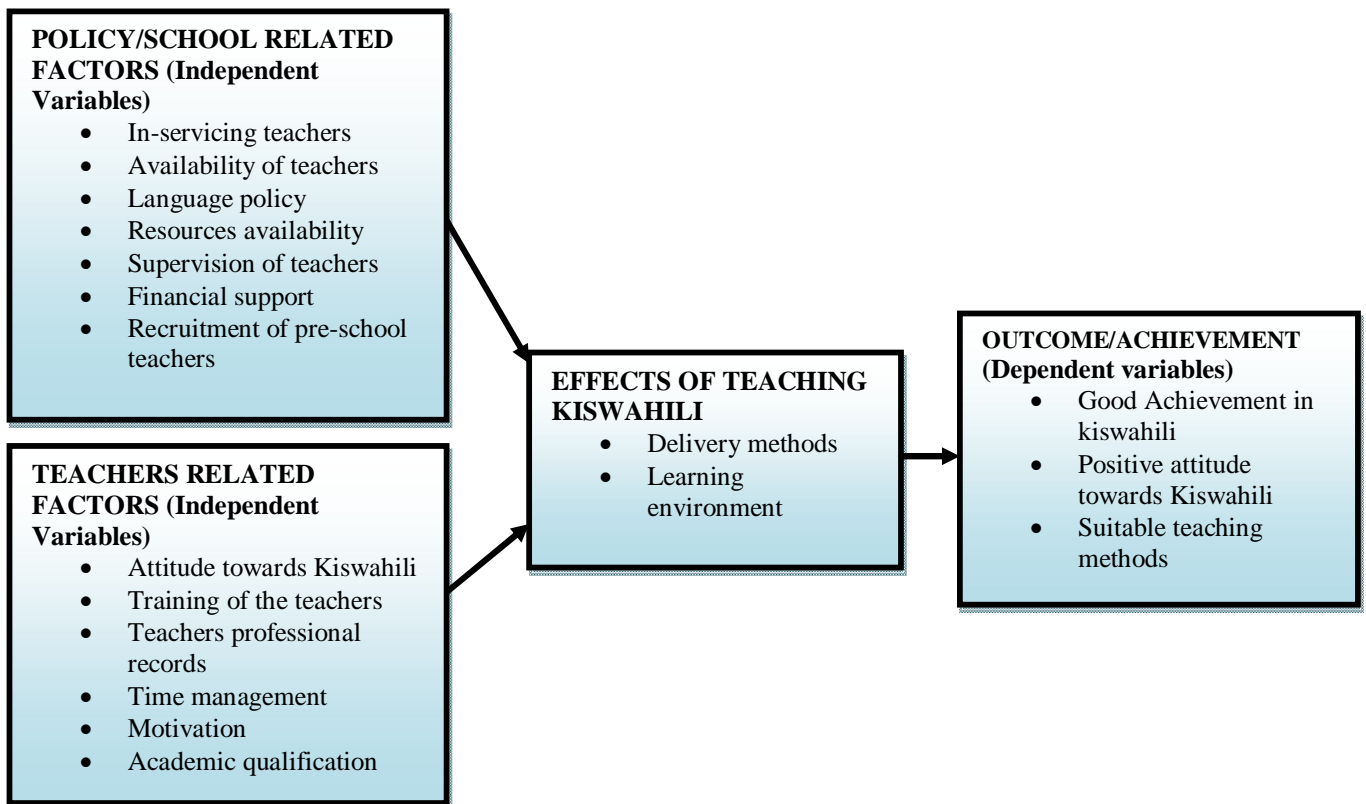 POLICY/SCHOOL RELATED
FACTORS (Independent
Variables)
• In-servicing teachers
• Availability of teachers
• Language policy
• Resources availability
• Supervision of teachers
• Financial support
• Recruitment of pre-school
teachers
TEACHERS RELATED
FACTORS (Independent
Variables)
• Attitude towards Kiswahili
• Training of the teachers
• Teachers professional
records
• Time management
• Motivation
• Academic qualification
EFFECTS OF TEACHING
KISWAHILI
• Delivery methods
• Learning
environment
OUTCOME/ACHIEVEMENT
(Dependent variables)
• Good Achievement in
kiswahili
• Positive attitude
towards Kiswahili
• Suitable teaching
methods